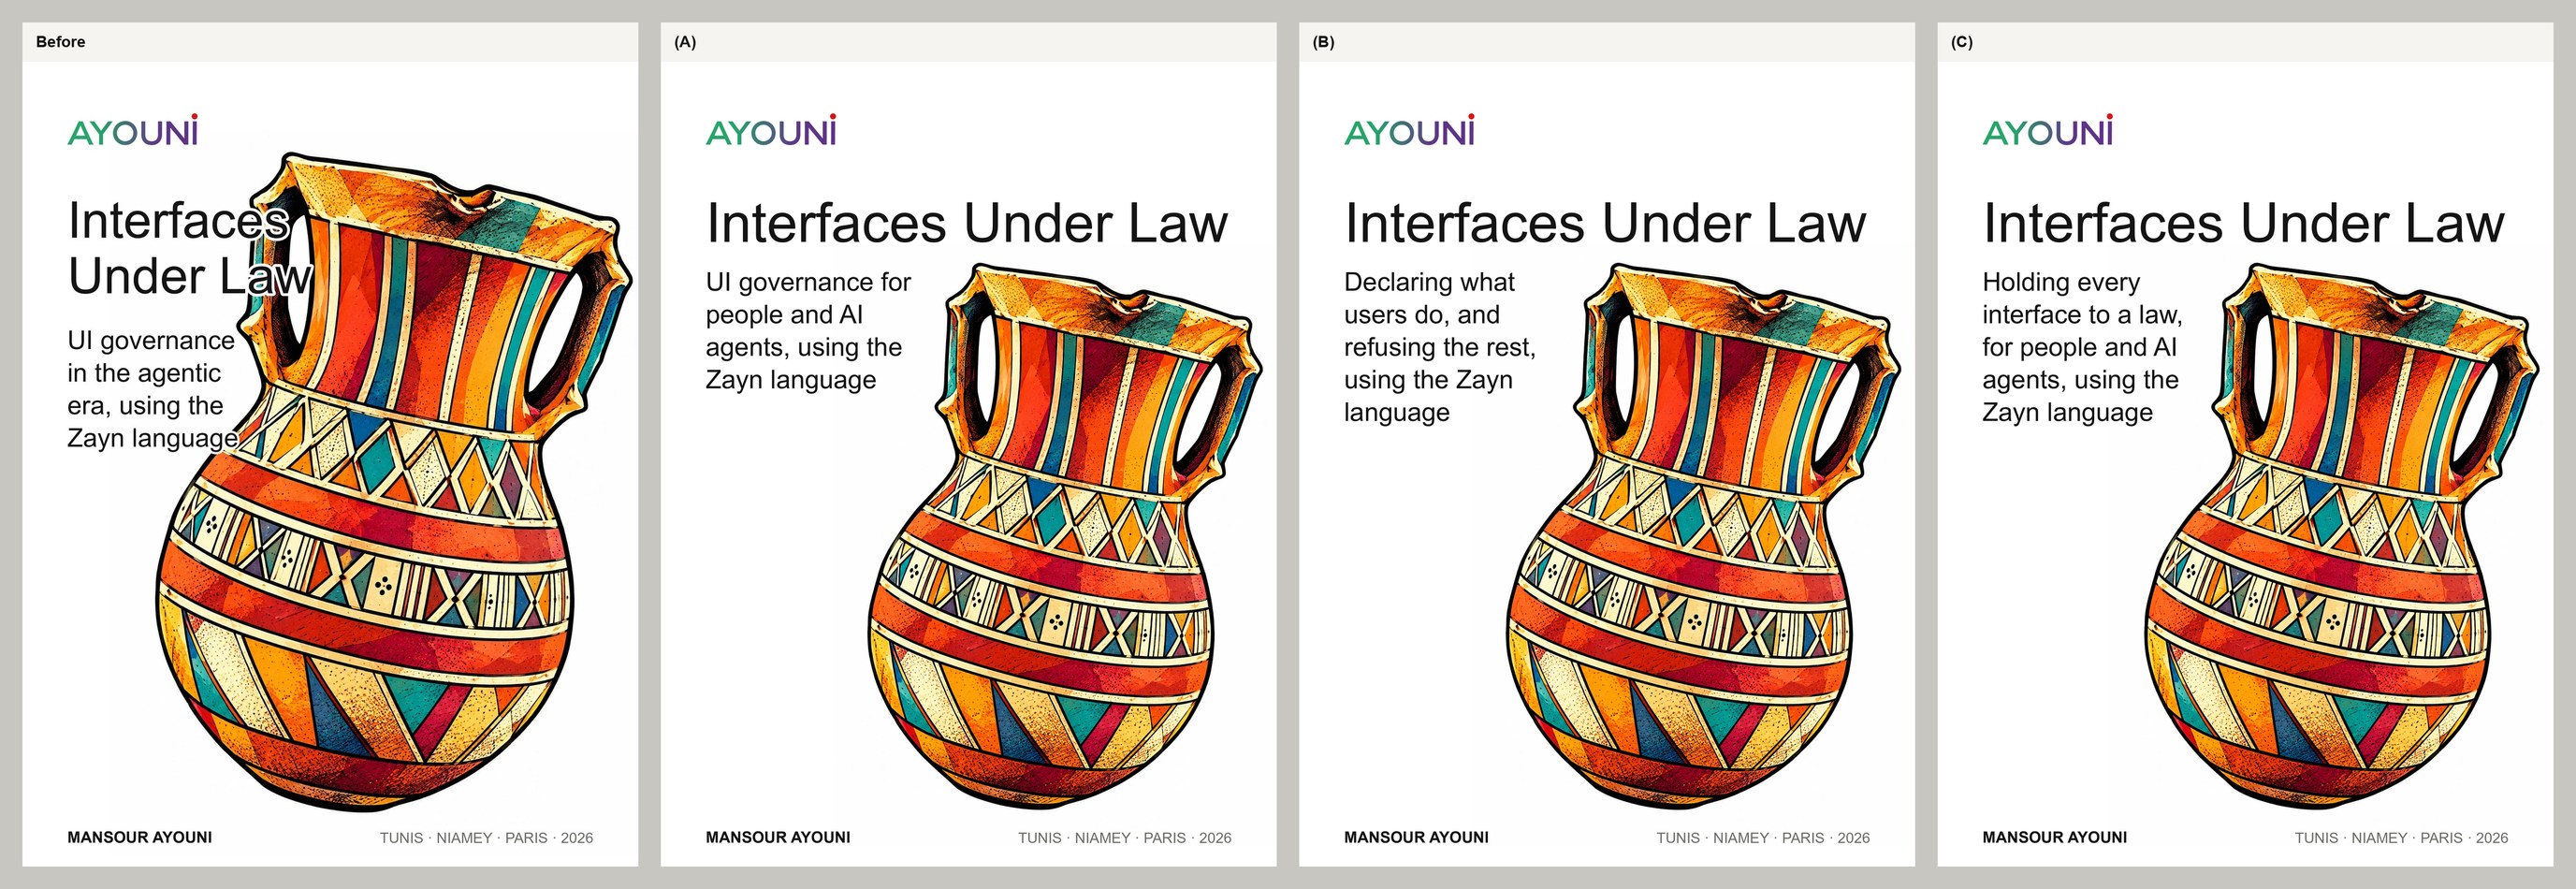 Before
AYOUNi
Interfaces
Under Law
UI governance
in the agentic
era, using the
Zayn language
MANSOUR AYOUNI
TUNIS · NIAMEY · PARIS · 2026
(A)
AYOUNi
Interfaces Under Law
UI governance for
people and AI
agents, using the
Zayn language
MANSOUR AYOUNI
TUNIS · NIAMEY · PARIS · 2026
(B)
AYOUNi
Interfaces Under Law
Declaring what
users do, and
refusing the rest,
using the Zayn
language
MANSOUR AYOUNI
TUNIS · NIAMEY · PARIS · 2026
(C)
AYOUNi
Interfaces Under Law
Holding every
interface to a law,
for people and AI
agents, using the
Zayn language
MANSOUR AYOUNI
TUNIS · NIAMEY · PARIS · 2026